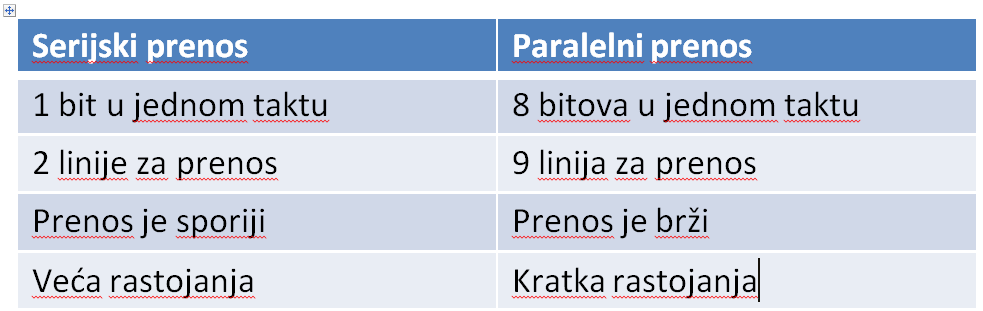 Serijski prenos Paralelni prenos
1 bit u jednom taktu 8 bitova u jednom taktu
2 linije za prenos 9 linija za prenos
Prenos je sporiji Prenos je brži
Veća rastojanja Kratka rastojanja